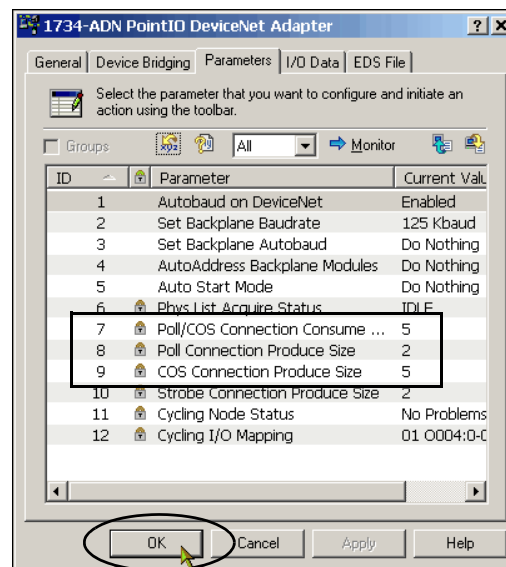 1734-ADN PointIO DeviceNet Adapter
General Device Bridging Parameters I/O Data EDS File
Select the parameter that you want to configure and initiate an
action using the toolbar.
Groups All Monitor
ID Parameter Current Valu
1 Autobaud on DeviceNet Enabled
2 Set Backplane Baudrate 125 Kbaud
3 Set Backplane Autobaud Do Nothing
4 AutoAddress Backplane Modules Do Nothing
5 Auto Start Mode Do Nothing
6 Phys List Acquire Status IDLE
7 Poll/COS Connection Consume ... 5
8 Poll Connection Produce Size 2
9 COS Connection Produce Size 5
10 Strobe Connection Produce Size 2
11 Cycling Node Status No Problems
12 Cycling I/O Mapping 01 O004:0-0
OK Cancel Apply Help